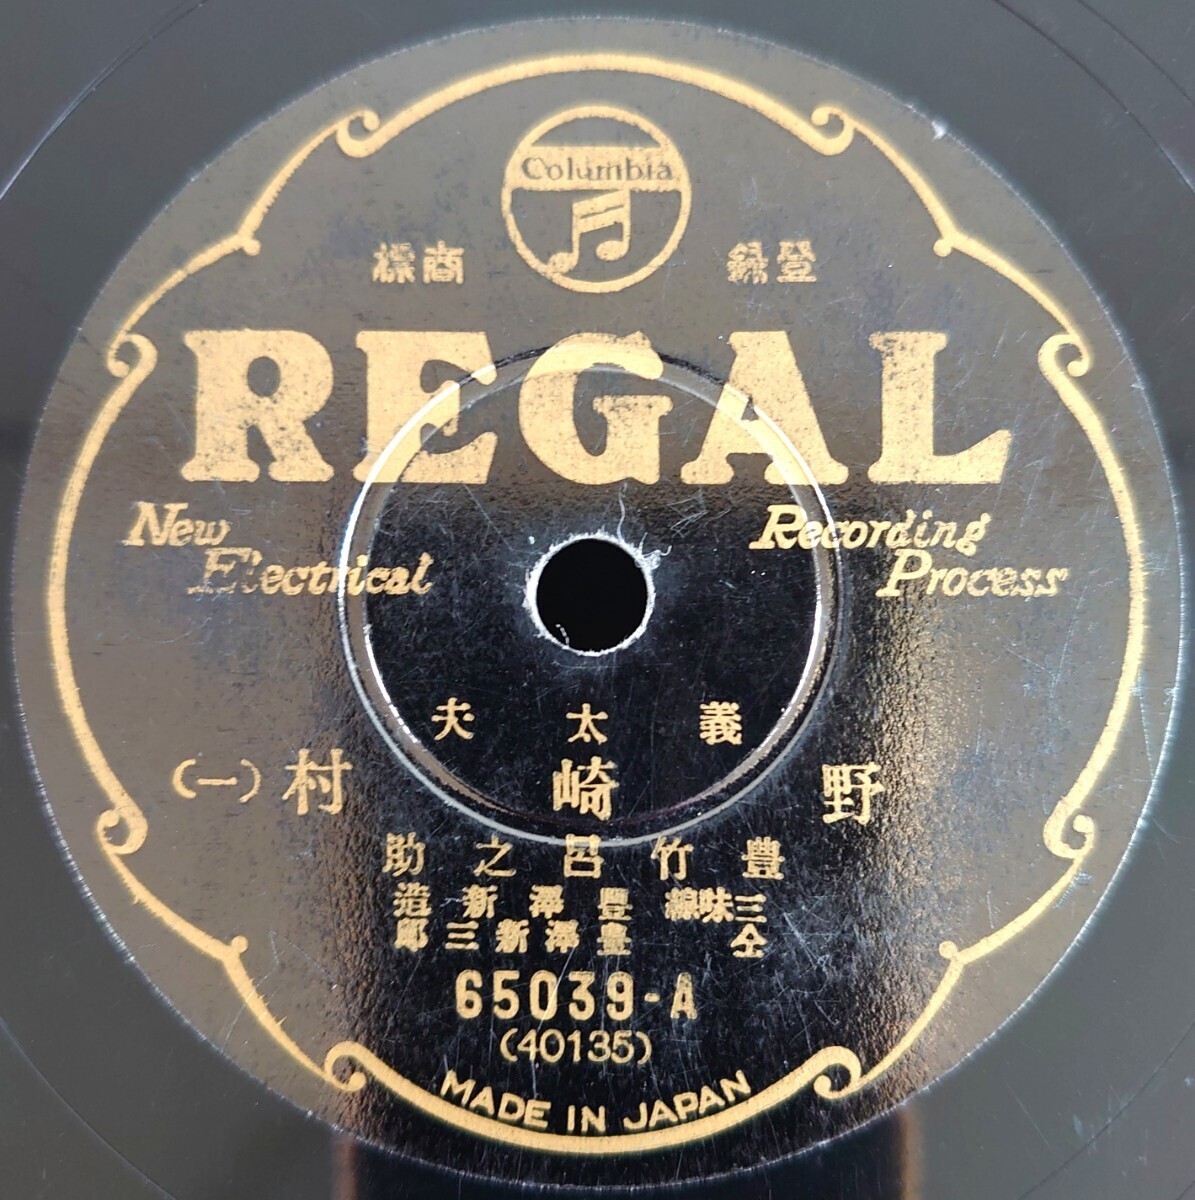 Columbia
登録 商標
REGAL
New Electrical
Recording Process
義太夫
野崎村（一）
豊竹呂之助
三味線 豊澤新造
仝 豊澤新三郎
65039-A
(40135)
MADE IN JAPAN